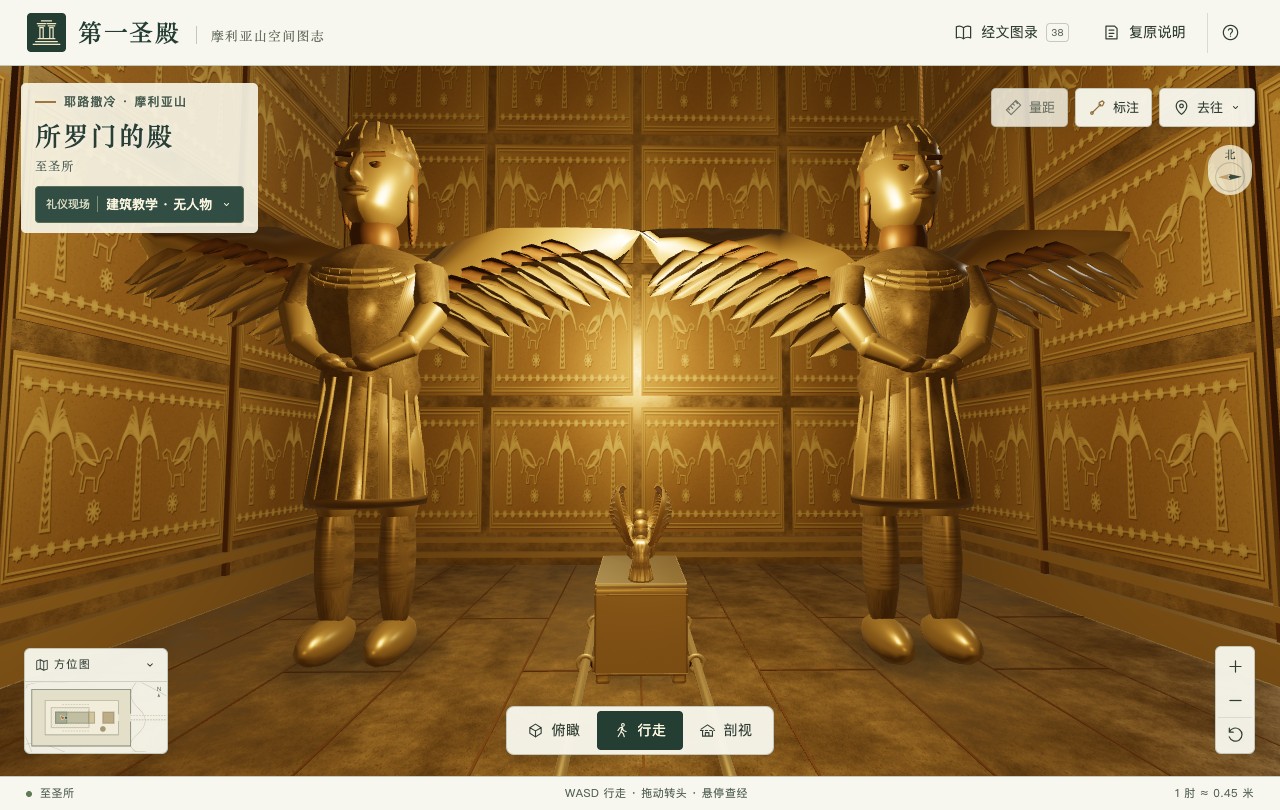 第一圣殿
摩利亚山空间图志
经文图录 38
复原说明
耶路撒冷 · 摩利亚山
所罗门的殿
至圣所
礼仪现场 建筑教学 · 无人物
量距
标注
去往
北
方位图
N
俯瞰
行走
剖视
至圣所
WASD 行走 · 拖动转头 · 悬停查经
1 肘 ≈ 0.45 米